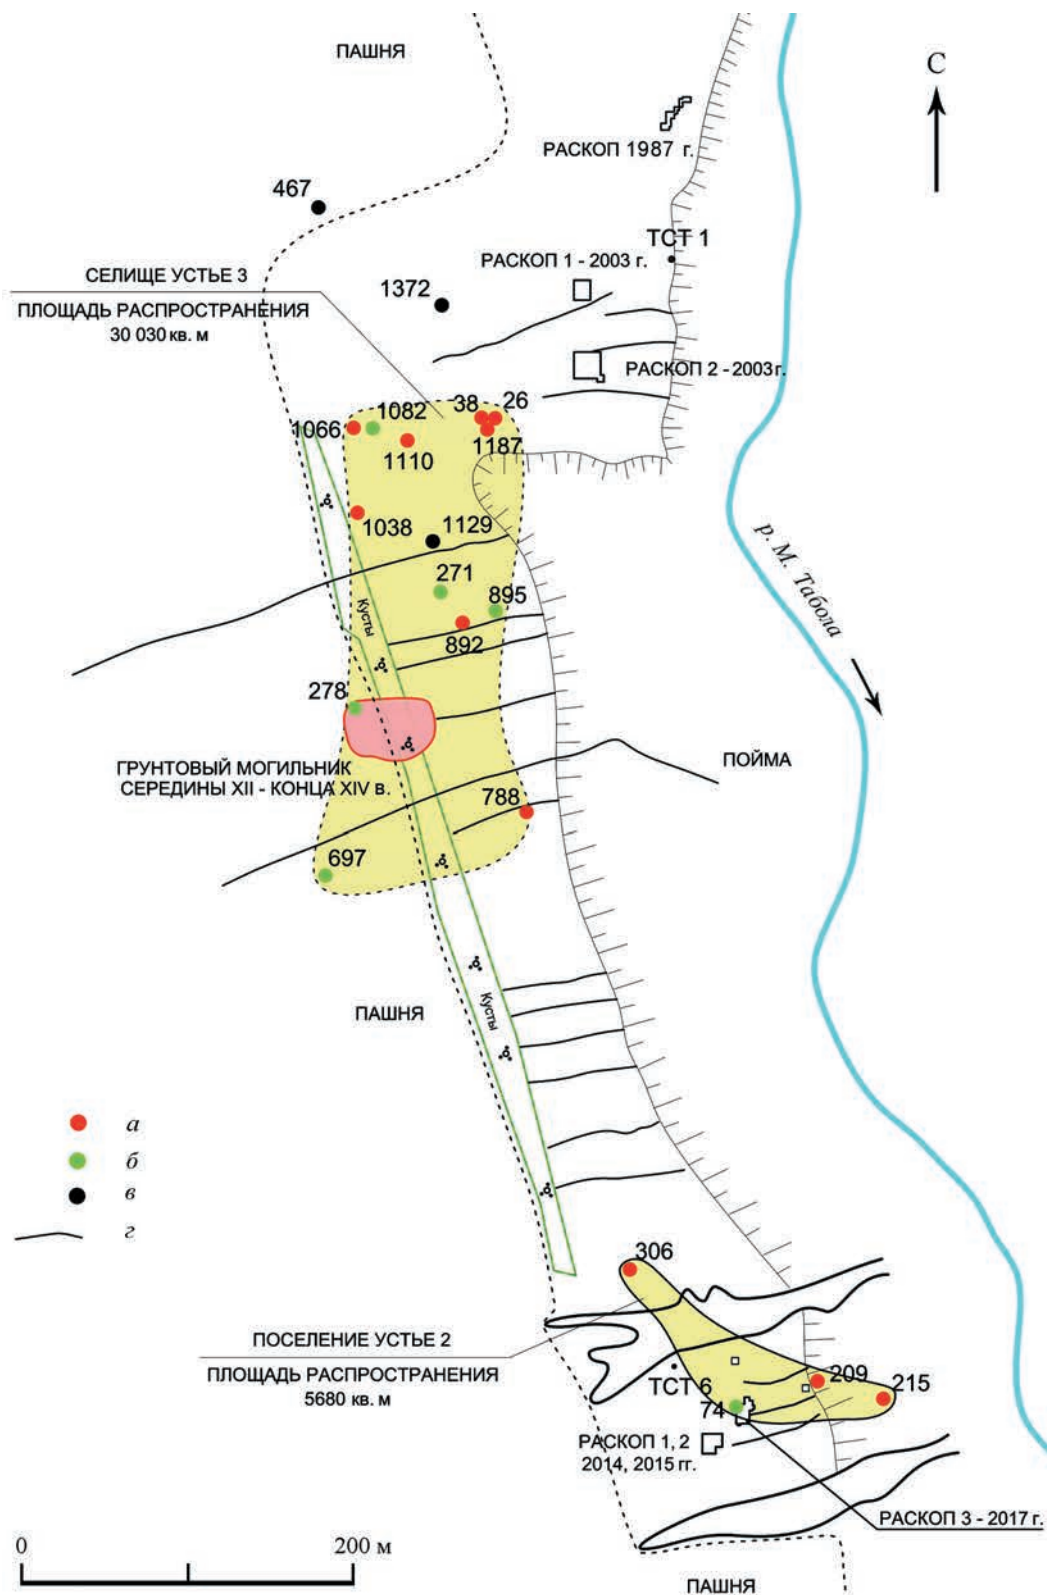 ПАШНЯ
С
РАСКОП 1987 г.
467
ТСТ 1
РАСКОП 1 - 2003 г.
СЕЛИЩЕ УСТЬЕ 3
ПЛОЩАДЬ РАСПРОСТРАНЕНИЯ
30 030 кв. м
1372
РАСКОП 2 - 2003 г.
38
26
1066
1082
1110
1187
1038
1129
271
895
892
Кусты
р. М. Табола
278
ГРУНТОВЫЙ МОГИЛЬНИК
СЕРЕДИНЫ XII - КОНЦА XIV в.
ПОЙМА
788
697
ПАШНЯ
Кусты
а
б
в
г
306
ПОСЕЛЕНИЕ УСТЬЕ 2
ПЛОЩАДЬ РАСПРОСТРАНЕНИЯ
5680 кв. м
ТСТ 6
209
215
74
РАСКОП 1, 2
2014, 2015 гг.
РАСКОП 3 - 2017 г.
0
200 м
ПАШНЯ